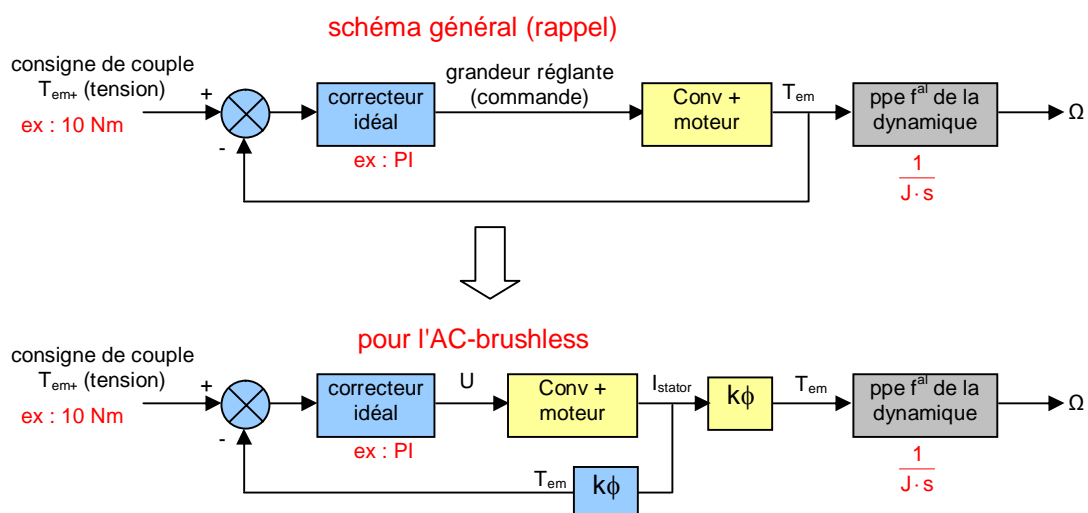 schéma général (rappel)
consigne de couple
Tem+ (tension)
ex : 10 Nm
+
-
correcteur
idéal
ex : PI
grandeur réglante
(commande)
Conv +
moteur
Tem
ppe fal de la
dynamique
1
J· s
Ω
pour l'AC-brushless
consigne de couple
Tem+ (tension)
ex : 10 Nm
+
-
correcteur
idéal
ex : PI
U
Conv +
moteur
Istator
kϕ
Tem
ppe fal de la
dynamique
1
J· s
Ω
Tem
kϕ